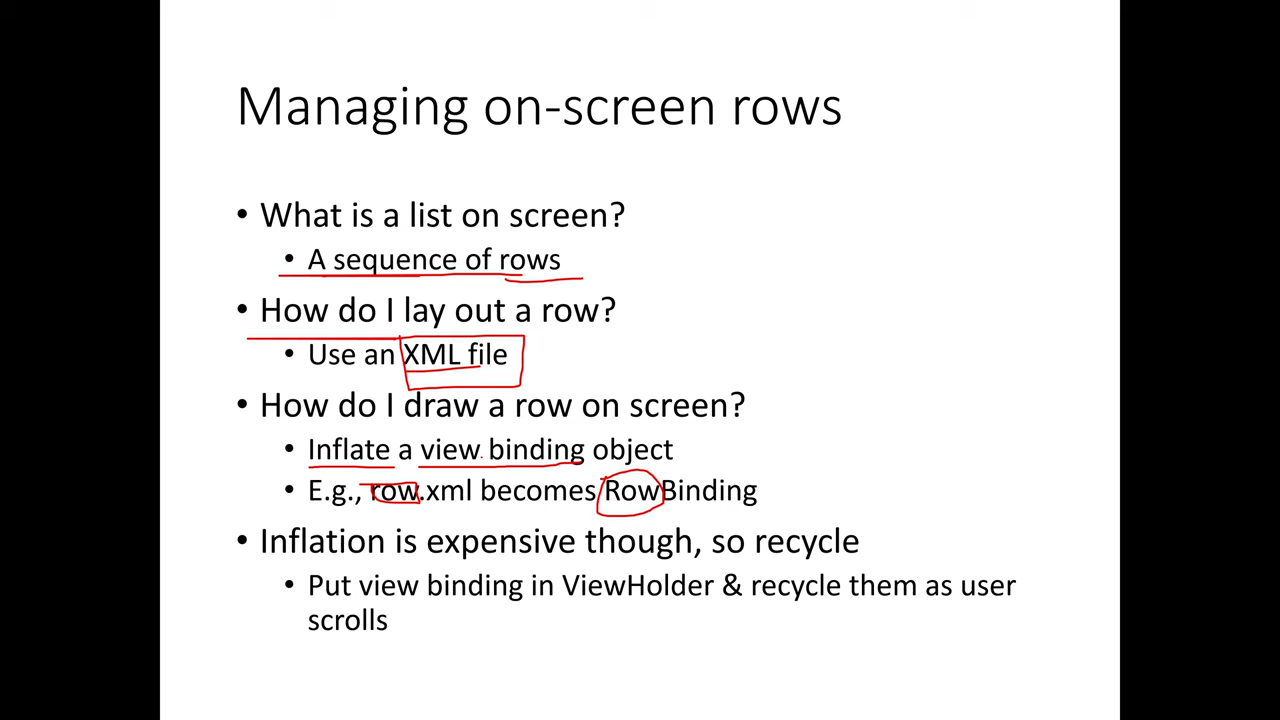 Managing on-screen rows
• What is a list on screen?
• A sequence of rows
• How do I lay out a row?
• Use an XML file
• How do I draw a row on screen?
• Inflate a view binding object
• E.g., row.xml becomes RowBinding
• Inflation is expensive though, so recycle
• Put view binding in ViewHolder & recycle them as user
scrolls